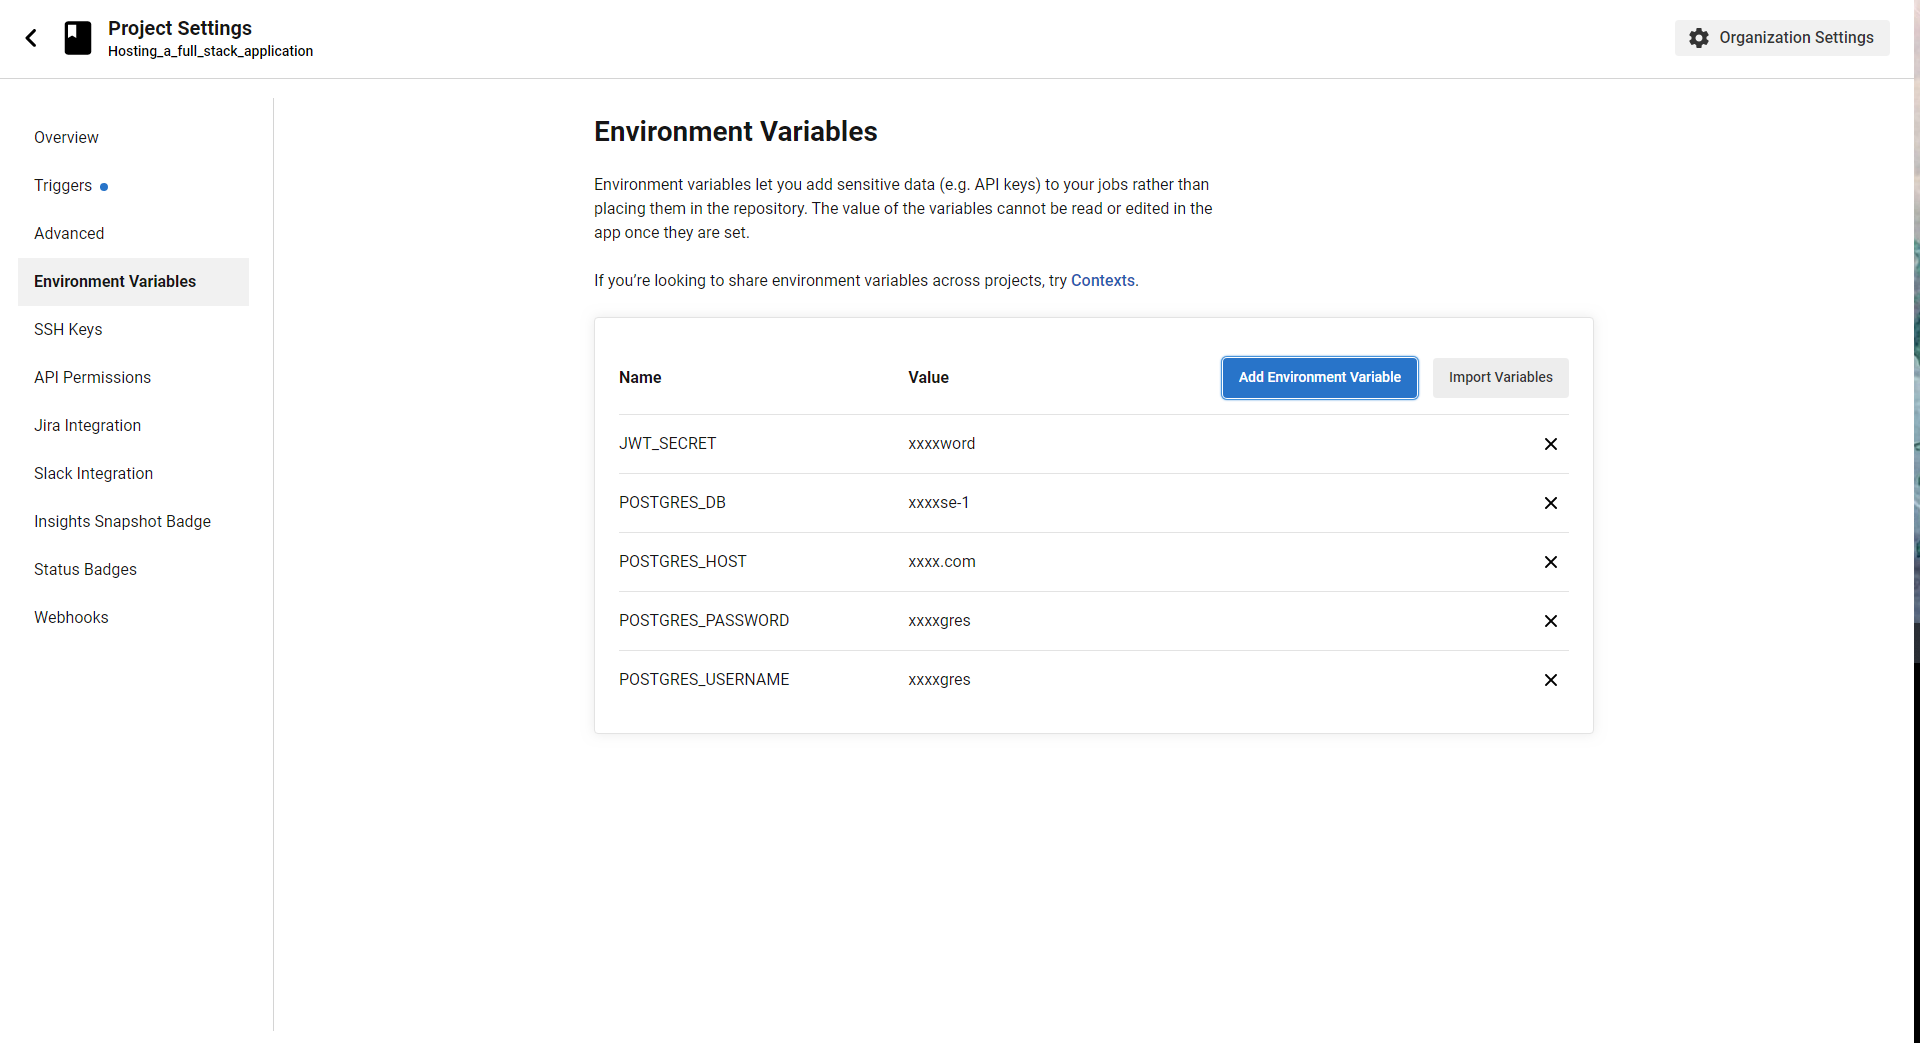 Project Settings
Hosting_a_full_stack_application
Organization Settings
Overview
Triggers
Advanced
Environment Variables
SSH Keys
API Permissions
Jira Integration
Slack Integration
Insights Snapshot Badge
Status Badges
Webhooks
Environment Variables
Environment variables let you add sensitive data (e.g. API keys) to your jobs rather than
placing them in the repository. The value of the variables cannot be read or edited in the
app once they are set.
If you’re looking to share environment variables across projects, try Contexts.
Name Value Add Environment Variable Import Variables
JWT_SECRET xxxxword
POSTGRES_DB xxxxse-1
POSTGRES_HOST xxxx.com
POSTGRES_PASSWORD xxxxgres
POSTGRES_USERNAME xxxxgres